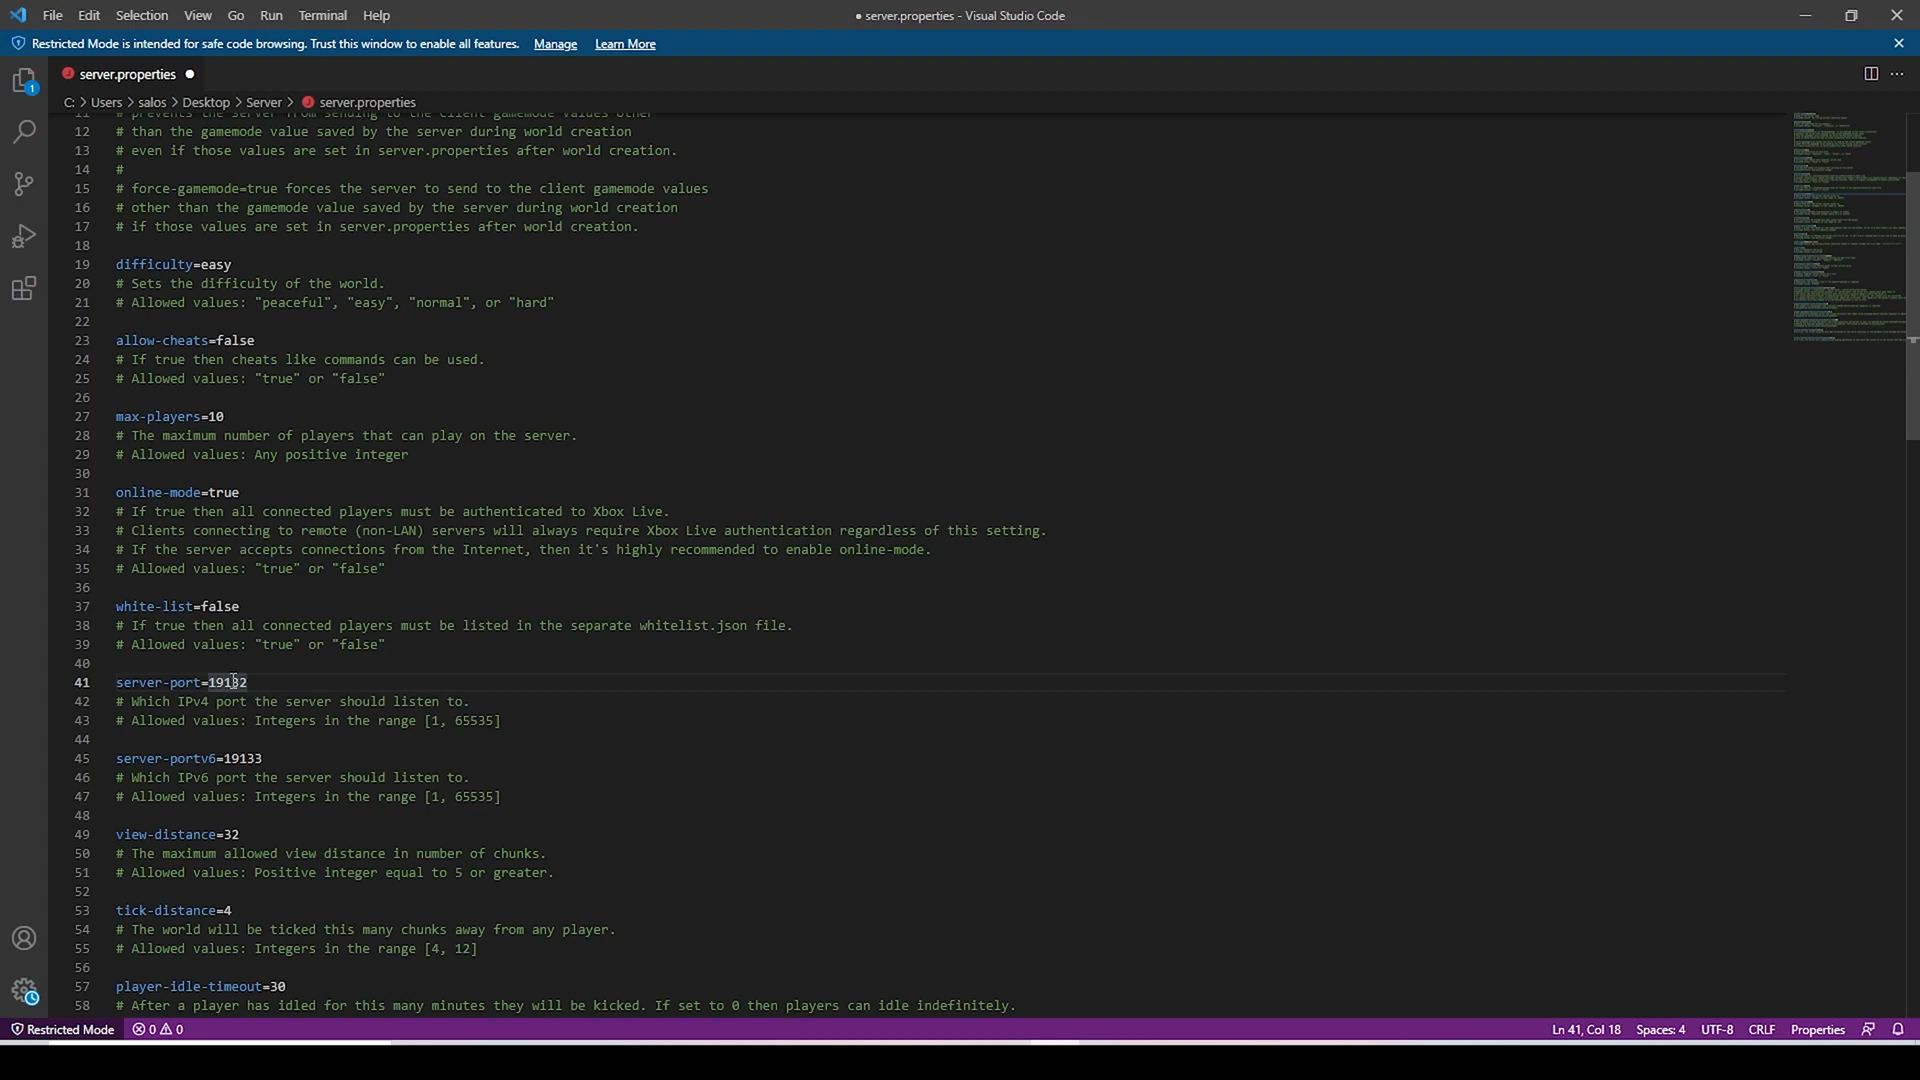 File Edit Selection View Go Run Terminal Help
● server.properties - Visual Studio Code
Restricted Mode is intended for safe code browsing. Trust this window to enable all features. Manage Learn More
server.properties ●
C: > Users > salos > Desktop > Server > server.properties
11 # prevents the server from sending to the client gamemode values other
12 # than the gamemode value saved by the server during world creation
13 # even if those values are set in server.properties after world creation.
14 #
15 # force-gamemode=true forces the server to send to the client gamemode values
16 # other than the gamemode value saved by the server during world creation
17 # if those values are set in server.properties after world creation.
18
19 difficulty=easy
20 # Sets the difficulty of the world.
21 # Allowed values: "peaceful", "easy", "normal", or "hard"
22
23 allow-cheats=false
24 # If true then cheats like commands can be used.
25 # Allowed values: "true" or "false"
26
27 max-players=10
28 # The maximum number of players that can play on the server.
29 # Allowed values: Any positive integer
30
31 online-mode=true
32 # If true then all connected players must be authenticated to Xbox Live.
33 # Clients connecting to remote (non-LAN) servers will always require Xbox Live authentication regardless of this setting.
34 # If the server accepts connections from the Internet, then it's highly recommended to enable online-mode.
35 # Allowed values: "true" or "false"
36
37 white-list=false
38 # If true then all connected players must be listed in the separate whitelist.json file.
39 # Allowed values: "true" or "false"
40
41 server-port=19132
42 # Which IPv4 port the server should listen to.
43 # Allowed values: Integers in the range [1, 65535]
44
45 server-portv6=19133
46 # Which IPv6 port the server should listen to.
47 # Allowed values: Integers in the range [1, 65535]
48
49 view-distance=32
50 # The maximum allowed view distance in number of chunks.
51 # Allowed values: Positive integer equal to 5 or greater.
52
53 tick-distance=4
54 # The world will be ticked this many chunks away from any player.
55 # Allowed values: Integers in the range [4, 12]
56
57 player-idle-timeout=30
58 # After a player has idled for this many minutes they will be kicked. If set to 0 then players can idle indefinitely.
1
Restricted Mode 0 0 Ln 41, Col 18 Spaces: 4 UTF-8 CRLF Properties